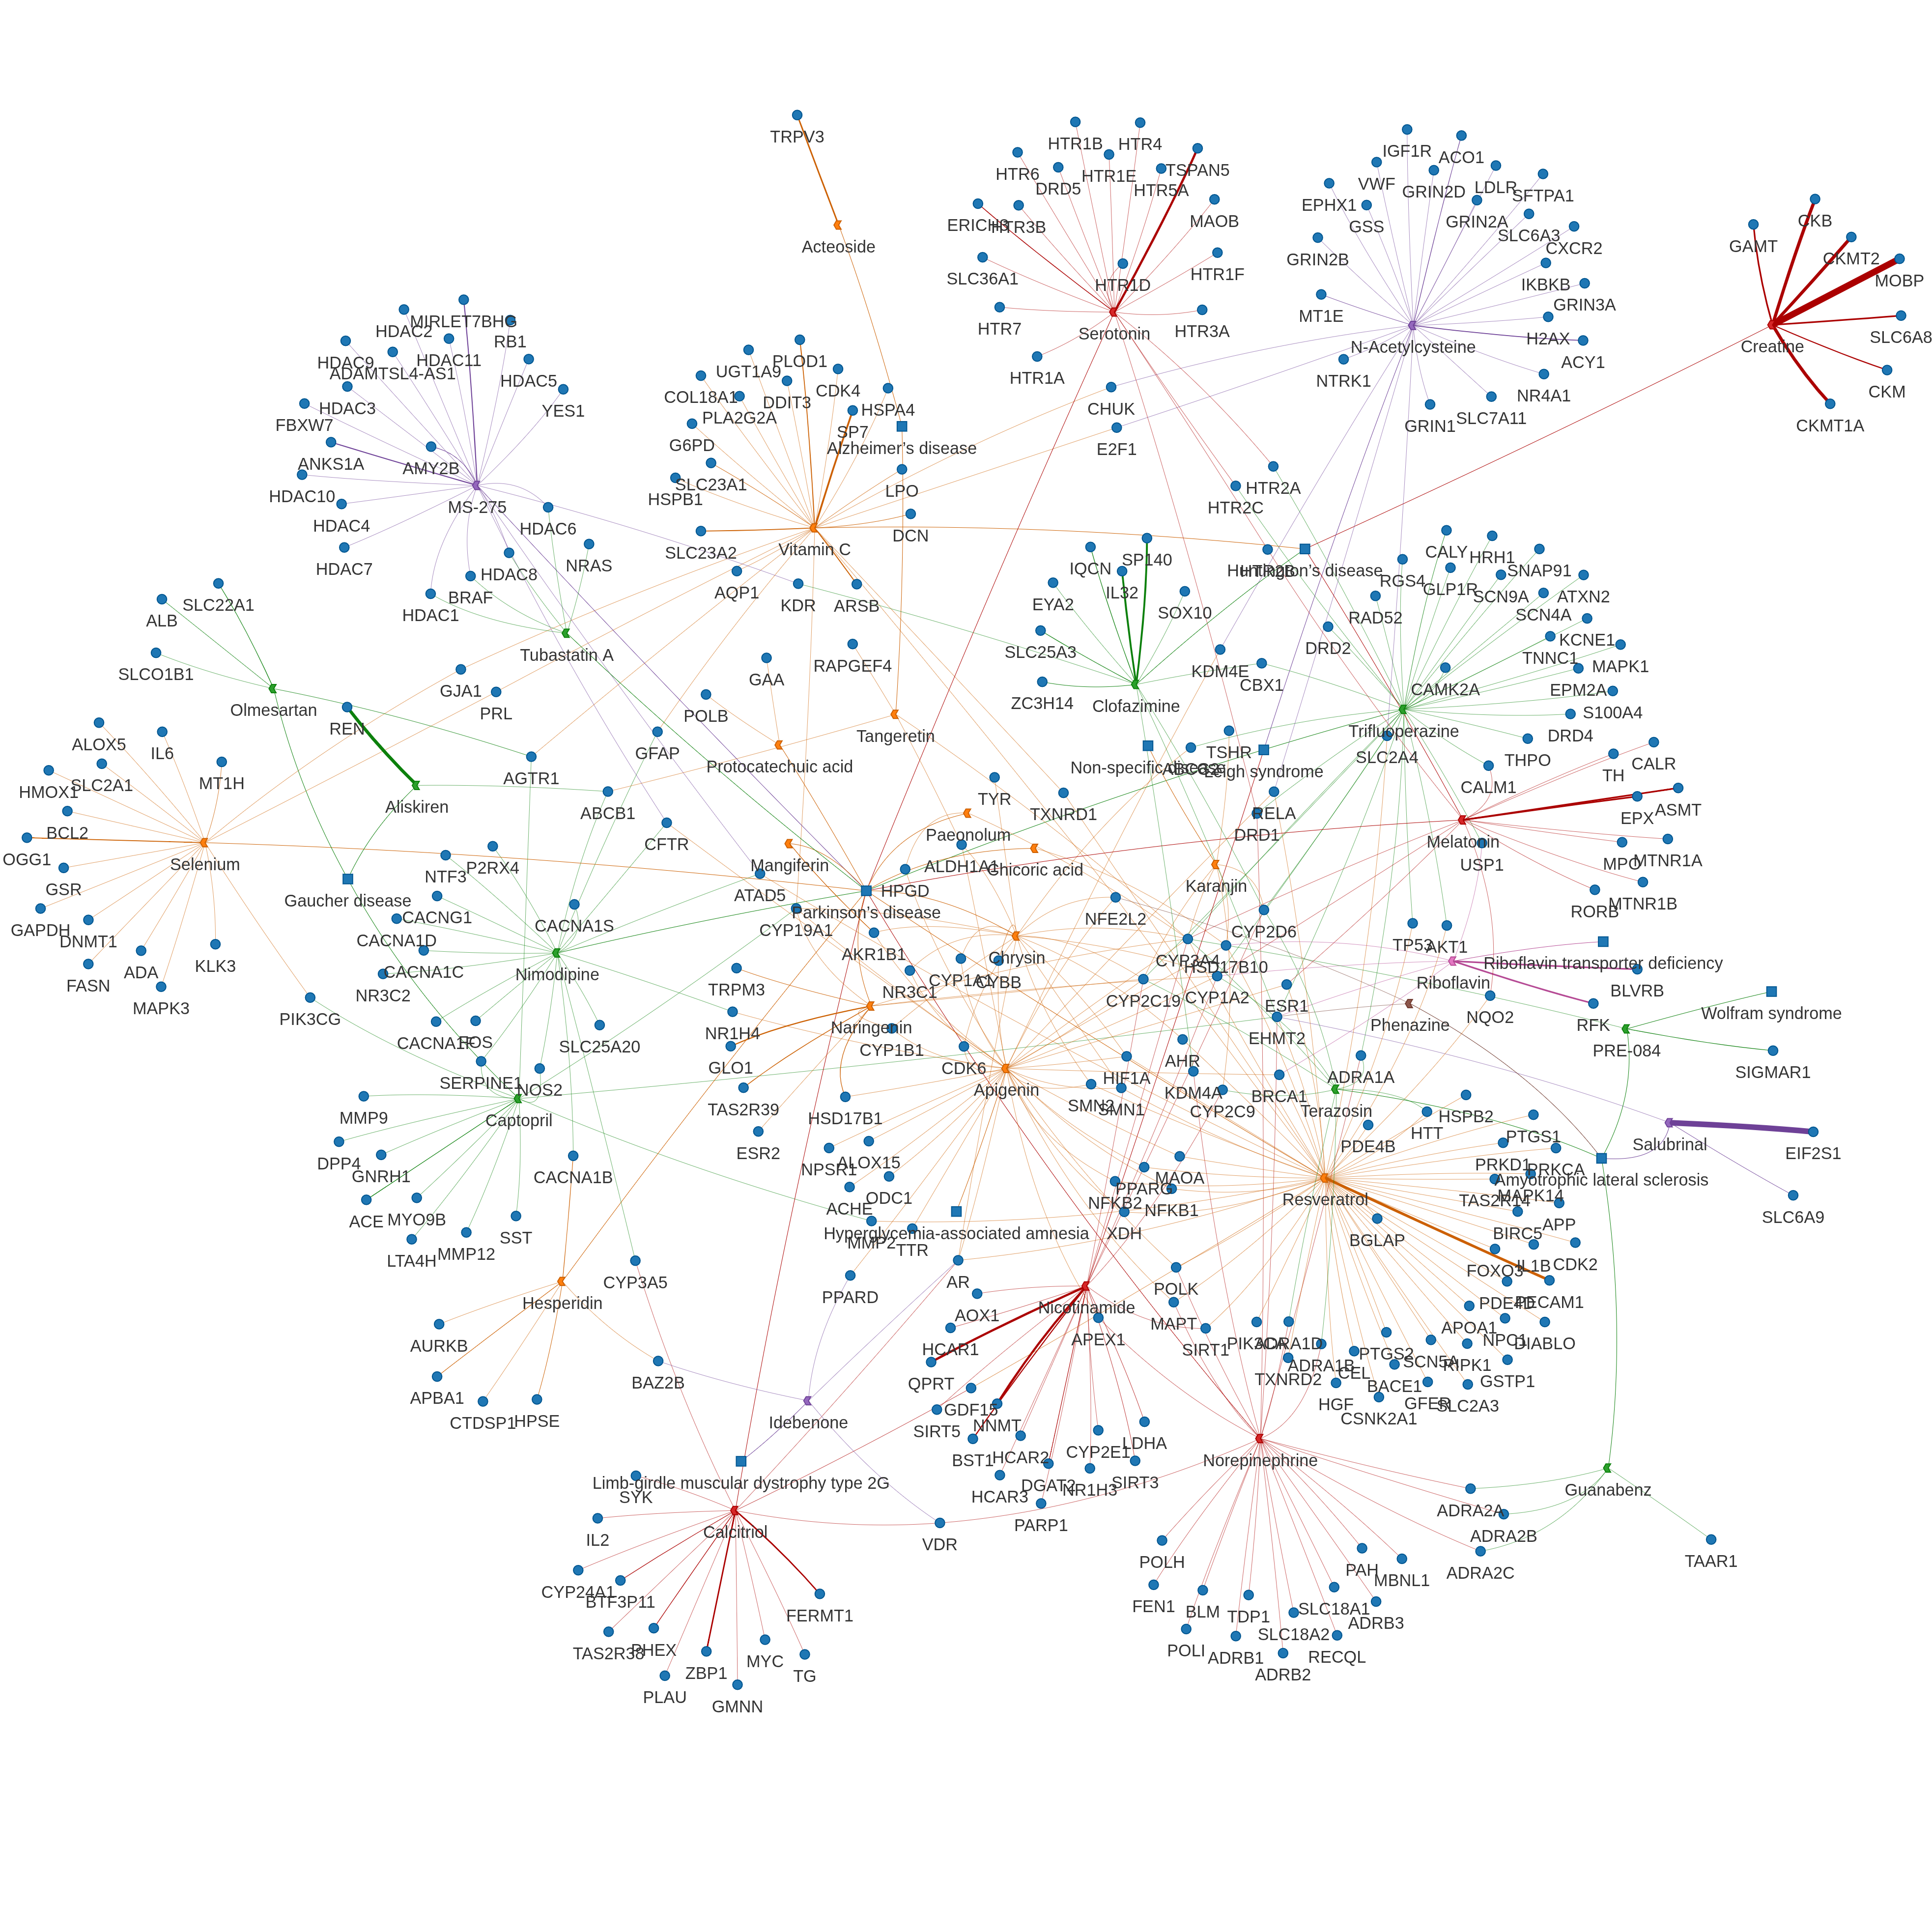 TRPV3
HTR1B
HTR4
IGF1R
ACO1
HTR6
HTR1E
TSPAN5
DRD5
HTR5A
VWF
GRIN2D
LDLR
SFTPA1
EPHX1
GSS
GRIN2A
SLC6A3
CXCR2
ERICH3
HTR3B
MAOB
CKB
GAMT
CKMT2
Acteoside
GRIN2B
HTR1F
SLC36A1
HTR1D
IKBKB
MOBP
GRIN3A
MT1E
HTR7
Serotonin
HTR3A
N-Acetylcysteine
H2AX
ACY1
Creatine
SLC6A8
MIRLET7BHG
HDAC2
RB1
HDAC9
HDAC11
ADAMTSL4-AS1
HDAC5
PLOD1
UGT1A9
CDK4
HTR1A
NTRK1
NR4A1
CKM
HDAC3
YES1
COL18A1
DDIT3
HSPA4
PLA2G2A
CHUK
SLC7A11
GRIN1
CKMT1A
FBXW7
SP7
G6PD
Alzheimer's disease
E2F1
ANKS1A
AMY2B
SLC23A1
HSPB1
LPO
HTR2A
HTR2C
HDAC10
MS-275
HDAC4
HDAC6
SLC23A2
Vitamin C
DCN
HDAC7
HDAC8
NRAS
IQCN
SP140
HTR2B
Huntington's disease
CALY
HRH1
SNAP91
RGS4
GLP1R
SCN9A
ATXN2
BRAF
HDAC1
AQP1
KDR
ARSB
EYA2
IL32
SOX10
RAD52
SCN4A
SLC22A1
ALB
KCNE1
TNNC1
MAPK1
SLCO1B1
Tubastatin A
RAPGEF4
SLC25A3
DRD2
KDM4E
CBX1
GAA
CAMK2A
EPM2A
GJA1
PRL
POLB
ZC3H14
Clofazimine
S100A4
Olmesartan
REN
Tangeretin
Trifluoperazine
DRD4
ALOX5
IL6
GFAP
Protocatechuic acid
TSHR
SLC2A4
THPO
Non-specific disease
ABCG2
Leigh syndrome
TH
CALR
HMOX1
SLC2A1
MT1H
AGTR1
Aliskiren
ABCB1
TYR
TXNRD1
RELA
DRD1
CALM1
EPX
ASMT
BCL2
OGG1
Selenium
CFTR
Mangiferin
Paeonolum
ALDH1A1
Chicoric acid
Melatonin
USP1
MPO
MTNR1A
GSR
NTF3
P2RX4
Gaucher disease
ATAD5
HPGD
Karanjin
MTNR1B
RORB
GAPDH
DNMT1
CACNG1
CACNA1S
CACNA1D
CYP19A1
Parkinson's disease
NFE2L2
CYP2D6
TP53
AKT1
FASN
ADA
KLK3
CACNA1C
Nimodipine
AKR1B1
Chrysin
CYP3A4
HSD17B10
Riboflavin transporter deficiency
MAPK3
NR3C2
TRPM3
NR3C1
CYP1A1
CYBB
CYP2C19
CYP1A2
ESR1
Riboflavin
BLVRB
PIK3CG
CACNA1F
FOS
SLC25A20
NR1H4
Naringenin
CYP1B1
EHMT2
Phenazine
NQO2
RFK
Wolfram syndrome
PRE-084
SERPINE1
NOS2
GLO1
CDK6
Apigenin
HIF1A
AHR
ADRA1A
SIGMAR1
MMP9
Captopril
TAS2R39
HSD17B1
SMN2
SMN1
KDM4A
CYP2C9
BRCA1
Terazosin
HSPB2
HTT
PTGS1
Salubrinal
DPP4
GNRH1
CACNA1B
ESR2
NPSR1
ALOX15
PDE4B
PRKD1
PRKCA
EIF2S1
ACE
MYO9B
ACHE
ODC1
PPARG
MAOA
NFKB2
NFKB1
Resveratrol
TAS2R14
MAPK14
Amyotrophic lateral sclerosis
SLC6A9
LTA4H
MMP12
SST
Hyperglycemia-associated amnesia
MMP2
TTR
XDH
BGLAP
BIRC5
APP
CYP3A5
AR
FOXO3
IL1B
CDK2
Hesperidin
PPARD
AOX1
Nicotinamide
POLK
PDE4D
PECAM1
AURKB
HCAR1
APEX1
MAPT
SIRT1
PIK3CA
ADRA1D
APOA1
NPC1
DIABLO
BAZ2B
QPRT
ADRA1B
TXNRD2
CEL
PTGS2
SCN5A
RIPK1
BACE1
GSTP1
APBA1
GDF15
SIRT5
NNMT
HGF
CSNK2A1
GFER
SLC2A3
CTDSP1
HPSE
Idebenone
BST1
HCAR2
CYP2E1
LDHA
Limb-girdle muscular dystrophy type 2G
SYK
HCAR3
DGAT2
NR1H3
SIRT3
Norepinephrine
Guanabenz
IL2
Calcitriol
VDR
PARP1
ADRA2A
ADRA2B
CYP24A1
BTF3P11
FERMT1
POLH
PAH
MBNL1
ADRA2C
TAAR1
TAS2R38
PHEX
ZBP1
MYC
TG
FEN1
BLM
TDP1
SLC18A1
SLC18A2
ADRB3
PLAU
GMNN
POLI
ADRB1
ADRB2
RECQL